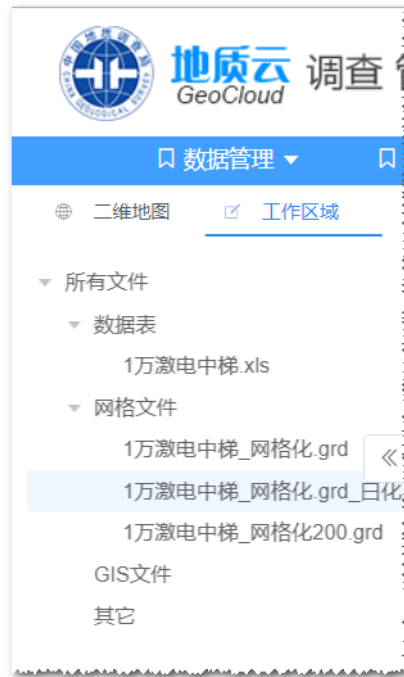 中国地质调查局
CHINA GEOLOGICAL SURVEY
地质云
GeoCloud
调查
数据管理
二维地图
工作区域
所有文件
数据表
1万激电中梯.xls
网格文件
1万激电中梯_网格化.grd
1万激电中梯_网格化.grd_日化
1万激电中梯_网格化200.grd
GIS文件
其它